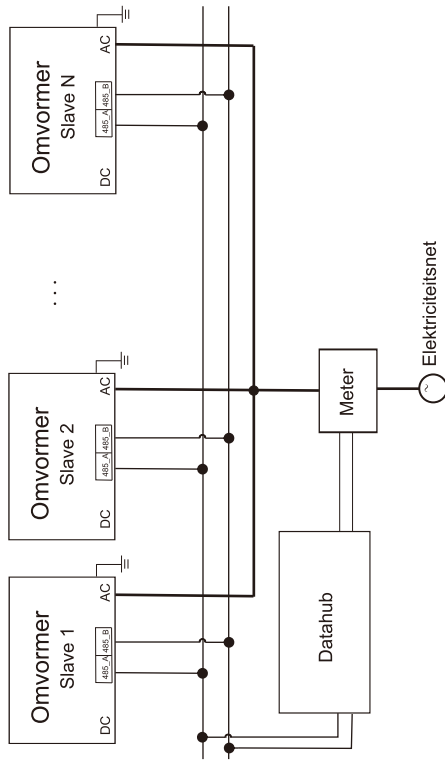 Omvormer
Slave 1
DC
485_A
485_B
AC
Omvormer
Slave 2
DC
485_A
485_B
AC
...
Omvormer
Slave N
DC
485_A
485_B
AC
Datahub
Meter
~
Elektriciteitsnet